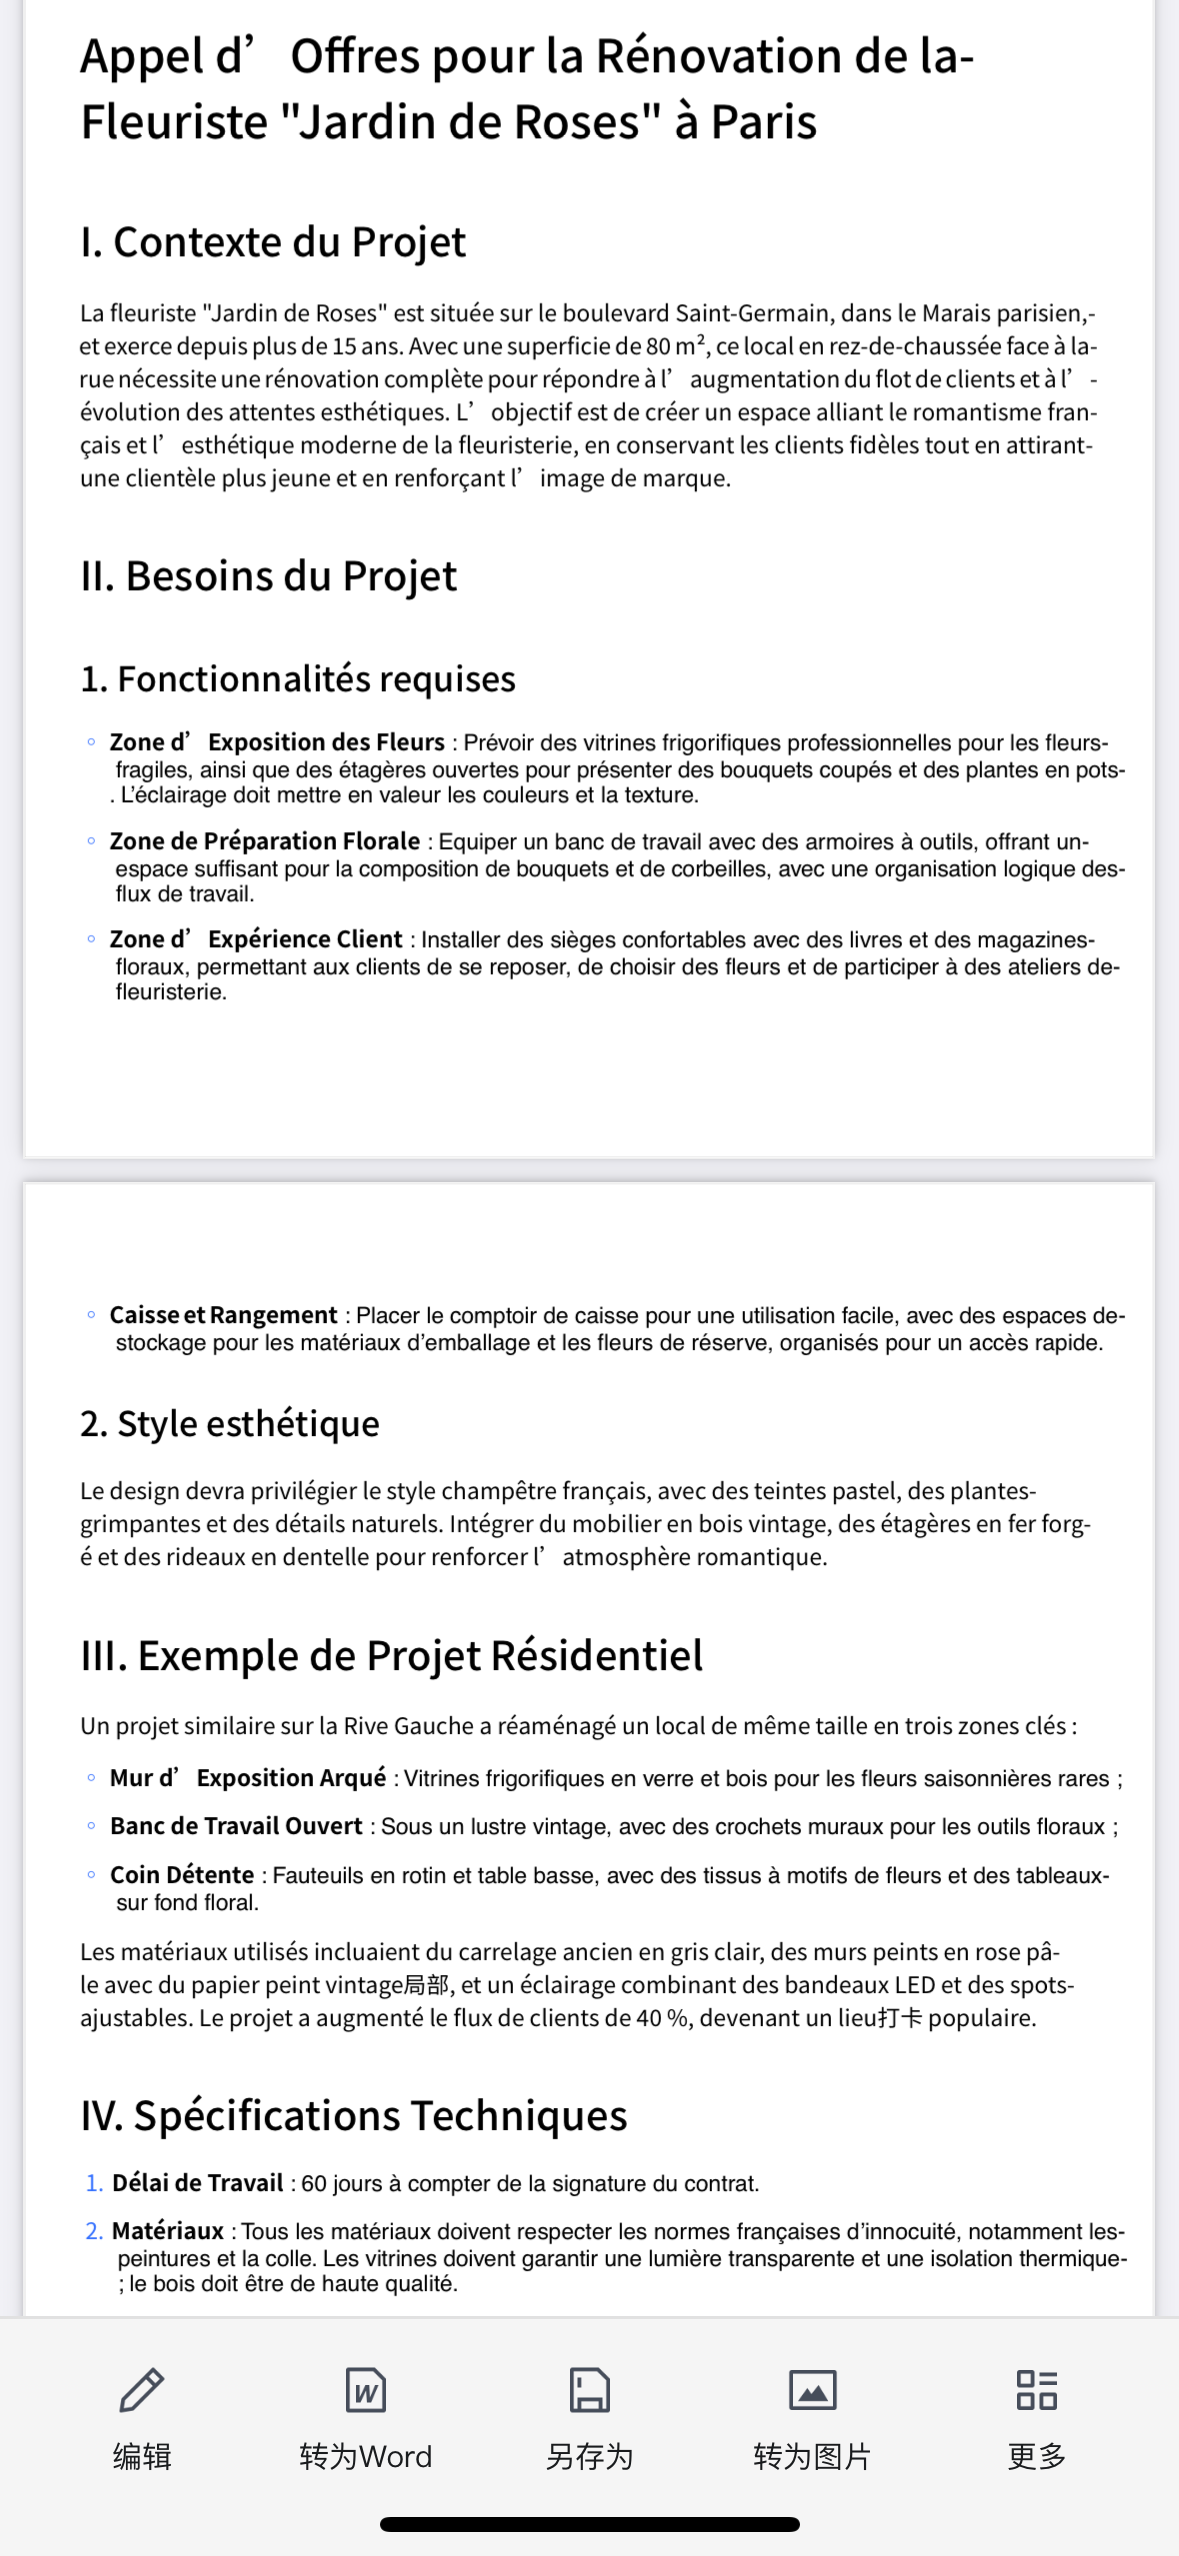 Appel d’ Offres pour la Rénovation de la-
Fleuriste "Jardin de Roses" à Paris
I. Contexte du Projet
La fleuriste "Jardin de Roses" est située sur le boulevard Saint-Germain, dans le Marais parisien,-
et exerce depuis plus de 15 ans. Avec une superficie de 80 m², ce local en rez-de-chaussée face à la-
rue nécessite une rénovation complète pour répondre à l’ augmentation du flot de clients et à l’ -
évolution des attentes esthétiques. L’ objectif est de créer un espace alliant le romantisme fran-
çais et l’ esthétique moderne de la fleuristerie, en conservant les clients fidèles tout en attirant-
une clientèle plus jeune et en renforçant l’ image de marque.
II. Besoins du Projet
1. Fonctionnalités requises
◦ Zone d’ Exposition des Fleurs : Prévoir des vitrines frigorifiques professionnelles pour les fleurs-
fragiles, ainsi que des étagères ouvertes pour présenter des bouquets coupés et des plantes en pots-
. L’éclairage doit mettre en valeur les couleurs et la texture.
◦ Zone de Préparation Florale : Equiper un banc de travail avec des armoires à outils, offrant un-
espace suffisant pour la composition de bouquets et de corbeilles, avec une organisation logique des-
flux de travail.
◦ Zone d’ Expérience Client : Installer des sièges confortables avec des livres et des magazines-
floraux, permettant aux clients de se reposer, de choisir des fleurs et de participer à des ateliers de-
fleuristerie.
◦ Caisse et Rangement : Placer le comptoir de caisse pour une utilisation facile, avec des espaces de-
stockage pour les matériaux d’emballage et les fleurs de réserve, organisés pour un accès rapide.
2. Style esthétique
Le design devra privilégier le style champêtre français, avec des teintes pastel, des plantes-
grimpantes et des détails naturels. Intégrer du mobilier en bois vintage, des étagères en fer forg-
é et des rideaux en dentelle pour renforcer l’ atmosphère romantique.
III. Exemple de Projet Résidentiel
Un projet similaire sur la Rive Gauche a réaménagé un local de même taille en trois zones clés :
◦ Mur d’ Exposition Arqué : Vitrines frigorifiques en verre et bois pour les fleurs saisonnières rares ;
◦ Banc de Travail Ouvert : Sous un lustre vintage, avec des crochets muraux pour les outils floraux ;
◦ Coin Détente : Fauteuils en rotin et table basse, avec des tissus à motifs de fleurs et des tableaux-
sur fond floral.
Les matériaux utilisés incluaient du carrelage ancien en gris clair, des murs peints en rose pâ-
le avec du papier peint vintage局部, et un éclairage combinant des bandeaux LED et des spots-
ajustables. Le projet a augmenté le flux de clients de 40 %, devenant un lieu打卡 populaire.
IV. Spécifications Techniques
1. Délai de Travail : 60 jours à compter de la signature du contrat.
2. Matériaux : Tous les matériaux doivent respecter les normes françaises d’innocuité, notamment les-
peintures et la colle. Les vitrines doivent garantir une lumière transparente et une isolation thermique-
; le bois doit être de haute qualité.
编辑 转为Word 另存为 转为图片 更多